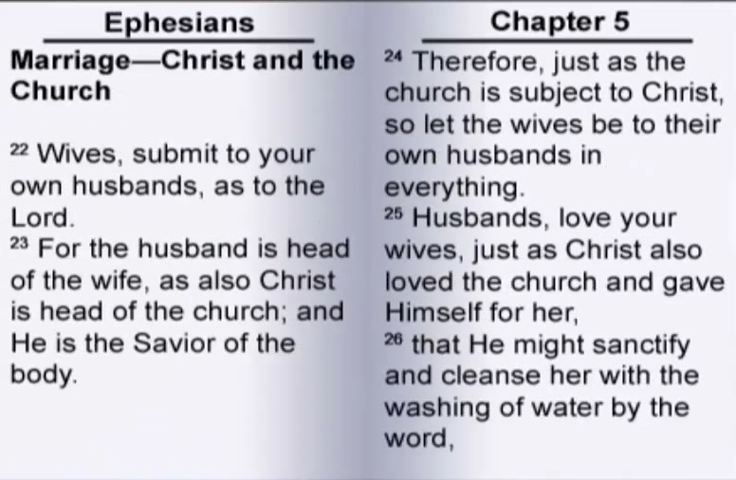 Ephesians
Marriage—Christ and the
Church
²² Wives, submit to your
own husbands, as to the
Lord.
²³ For the husband is head
of the wife, as also Christ
is head of the church; and
He is the Savior of the
body.
Chapter 5
²⁴ Therefore, just as the
church is subject to Christ,
so let the wives be to their
own husbands in
everything.
²⁵ Husbands, love your
wives, just as Christ also
loved the church and gave
Himself for her,
²⁶ that He might sanctify
and cleanse her with the
washing of water by the
word,